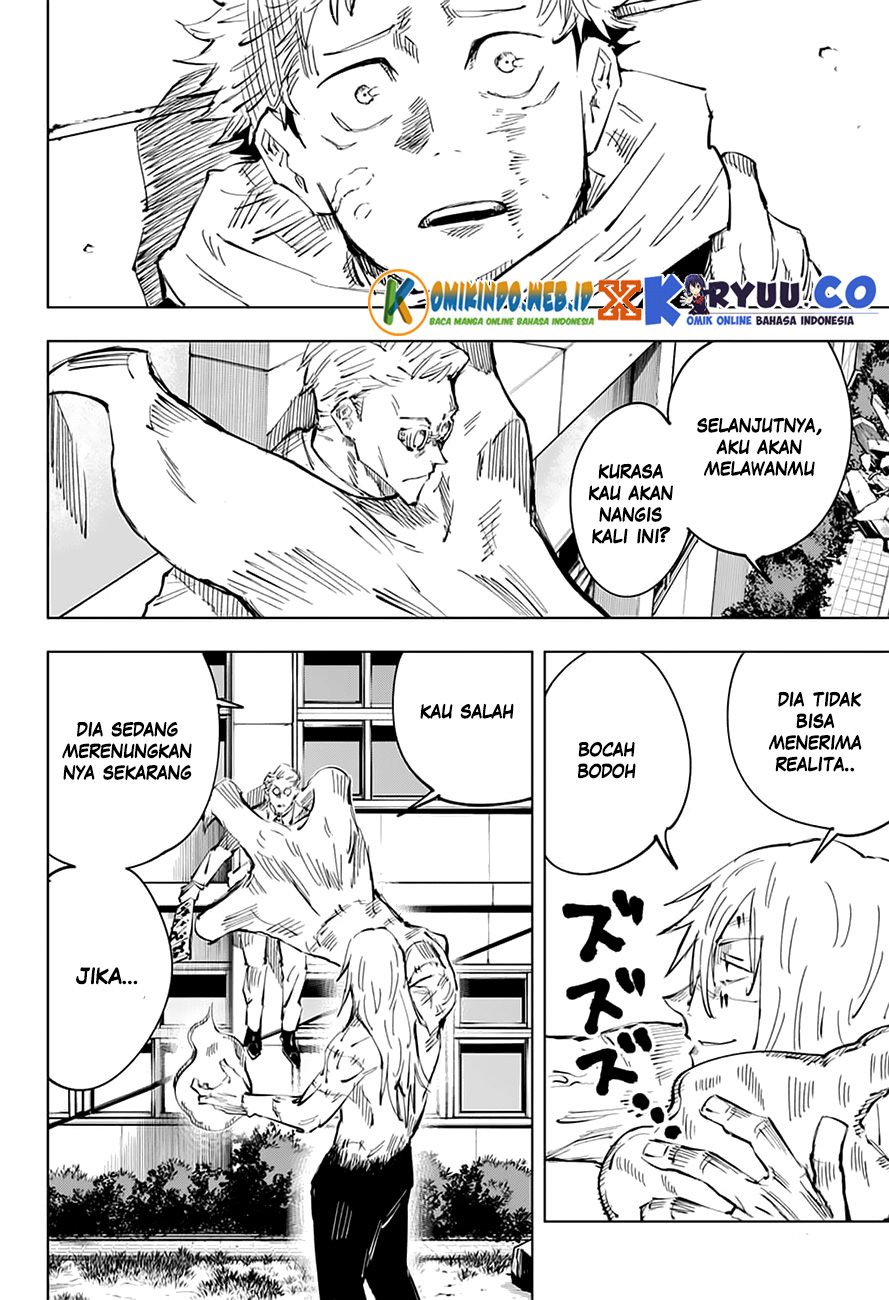 KOMIKINDO.WEB.ID X KIRYUU.CO
BACA MANGA ONLINE BAHASA INDONESIA
KOMIK ONLINE BAHASA INDONESIA
SELANJUTNYA,
AKU AKAN
MELAWANMU
KURASA
KAU AKAN
NANGIS
KALI INI?
DIA TIDAK
BISA
MENERIMA
REALITA..
BOCAH
BODOH
ズズズ...
KAU SALAH
DIA SEDANG
MERENUNGKAN
NYA SEKARANG
JIKA...